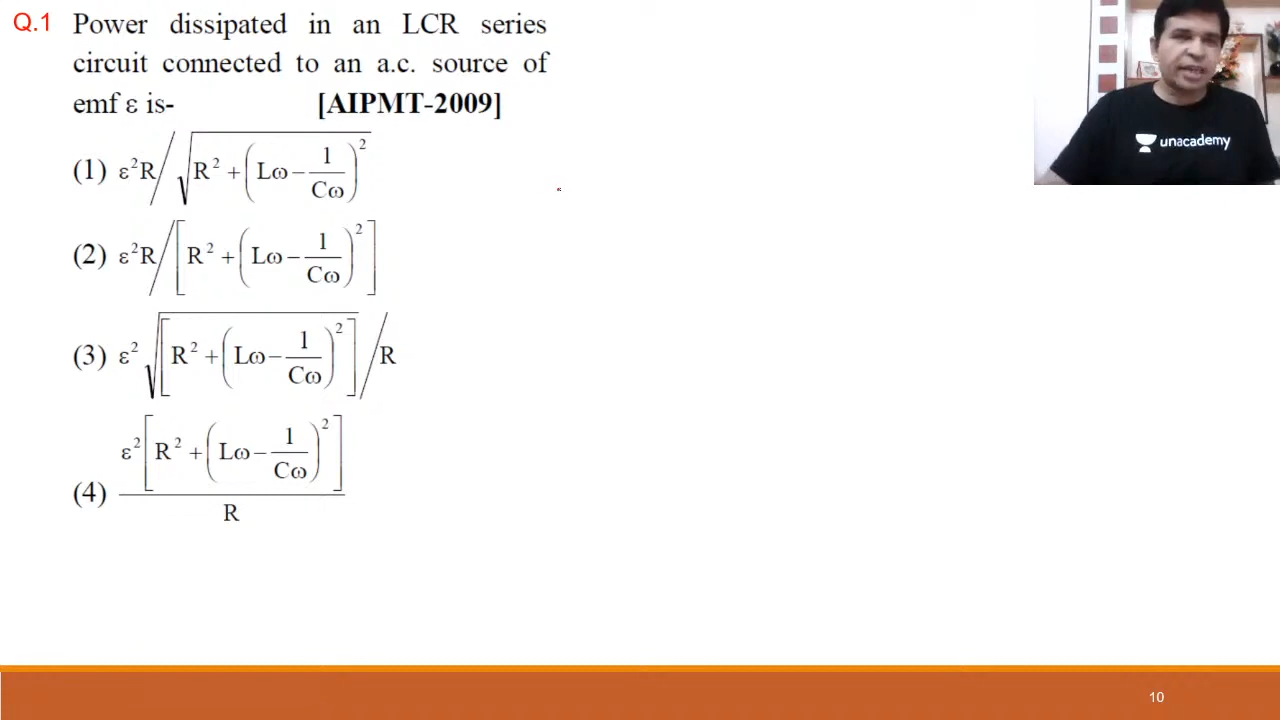 Q.1 Power dissipated in an LCR series
circuit connected to an a.c. source of
emf ε is- [AIPMT-2009]
(1) ε²R / √(R² + (Lω − 1/Cω)²)
(2) ε²R / [R² + (Lω − 1/Cω)²]
(3) ε² √([R² + (Lω − 1/Cω)²]) / R
(4) ε² [R² + (Lω − 1/Cω)²] / R
unacademy
10